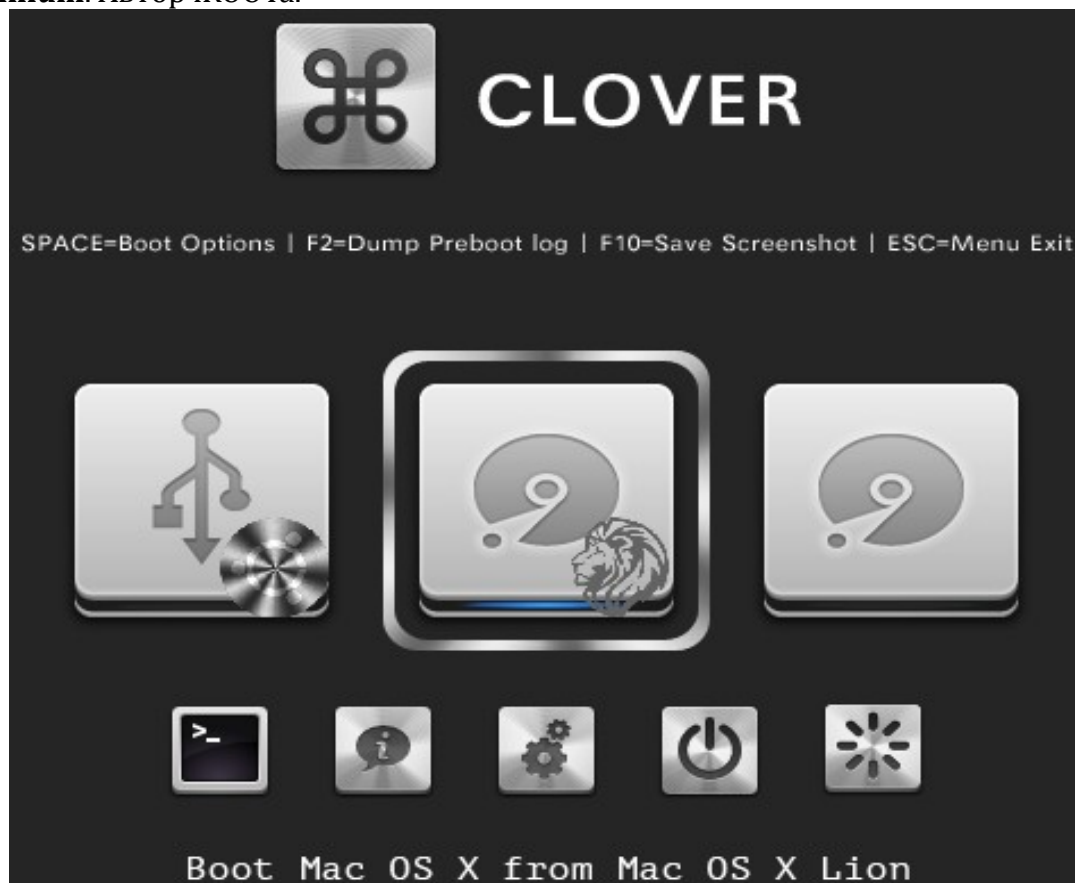 CLOVER
SPACE=Boot Options | F2=Dump Preboot log | F10=Save Screenshot | ESC=Menu Exit
>_
i
Boot Mac OS X from Mac OS X Lion